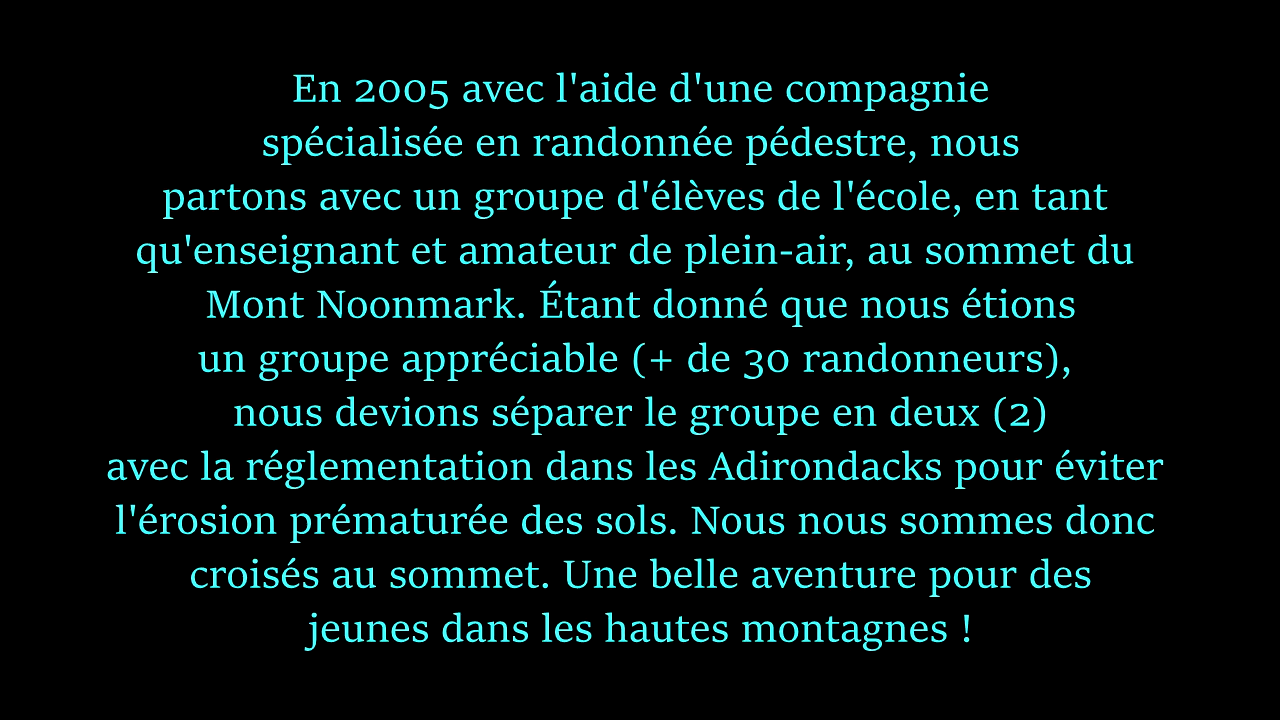 En 2005 avec l'aide d'une compagnie
spécialisée en randonnée pédestre, nous
partons avec un groupe d'élèves de l'école, en tant
qu'enseignant et amateur de plein-air, au sommet du
Mont Noonmark. Étant donné que nous étions
un groupe appréciable (+ de 30 randonneurs),
nous devions séparer le groupe en deux (2)
avec la réglementation dans les Adirondacks pour éviter
l'érosion prématurée des sols. Nous nous sommes donc
croisés au sommet. Une belle aventure pour des
jeunes dans les hautes montagnes !